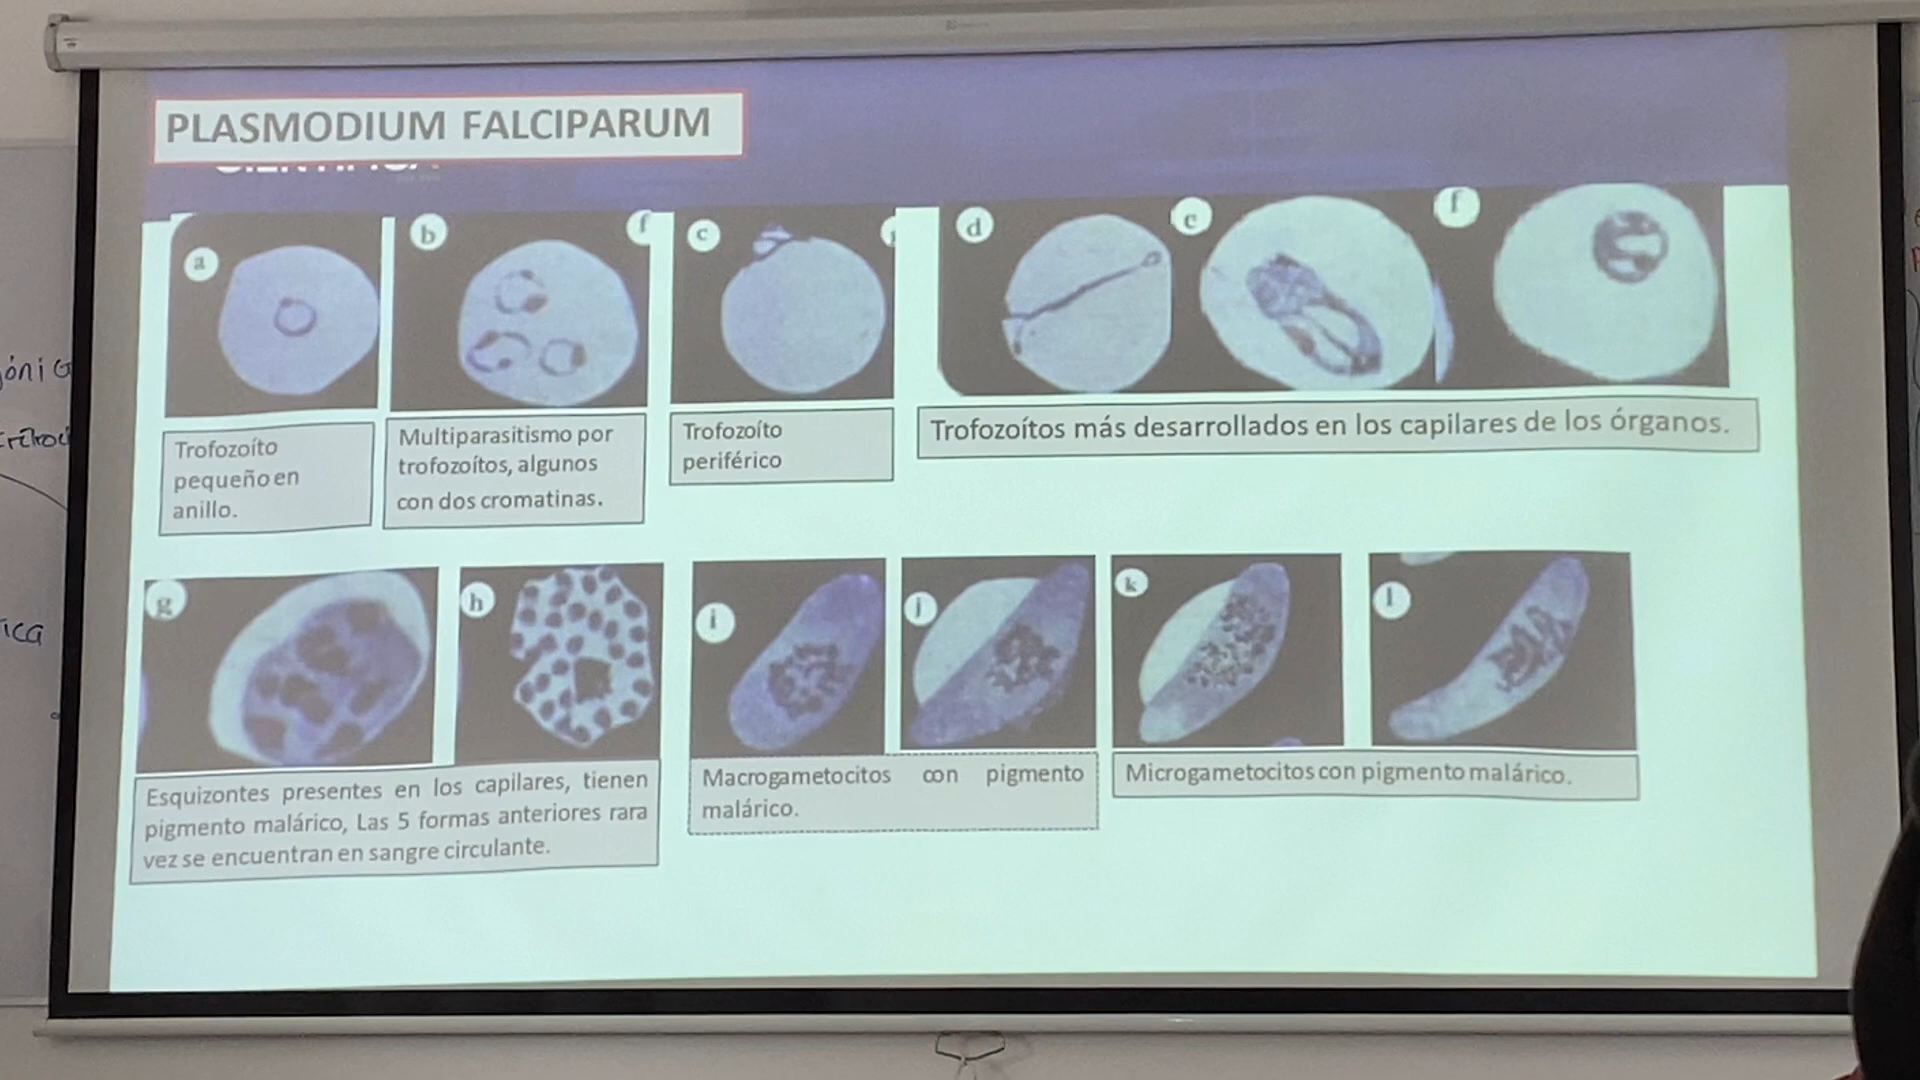 PLASMODIUM FALCIPARUM
a
b
f
c
d
e
f
Trofozoíto
pequeño en
anillo.
Multiparasitismo por
trofozoítos, algunos
con dos cromatinas.
Trofozoíto
periférico
Trofozoítos más desarrollados en los capilares de los órganos.
g
h
i
j
k
l
Esquizontes presentes en los capilares, tienen
pigmento malárico, Las 5 formas anteriores rara
vez se encuentran en sangre circulante.
Macrogametocitos con pigmento
malárico.
Microgametocitos con pigmento malárico.